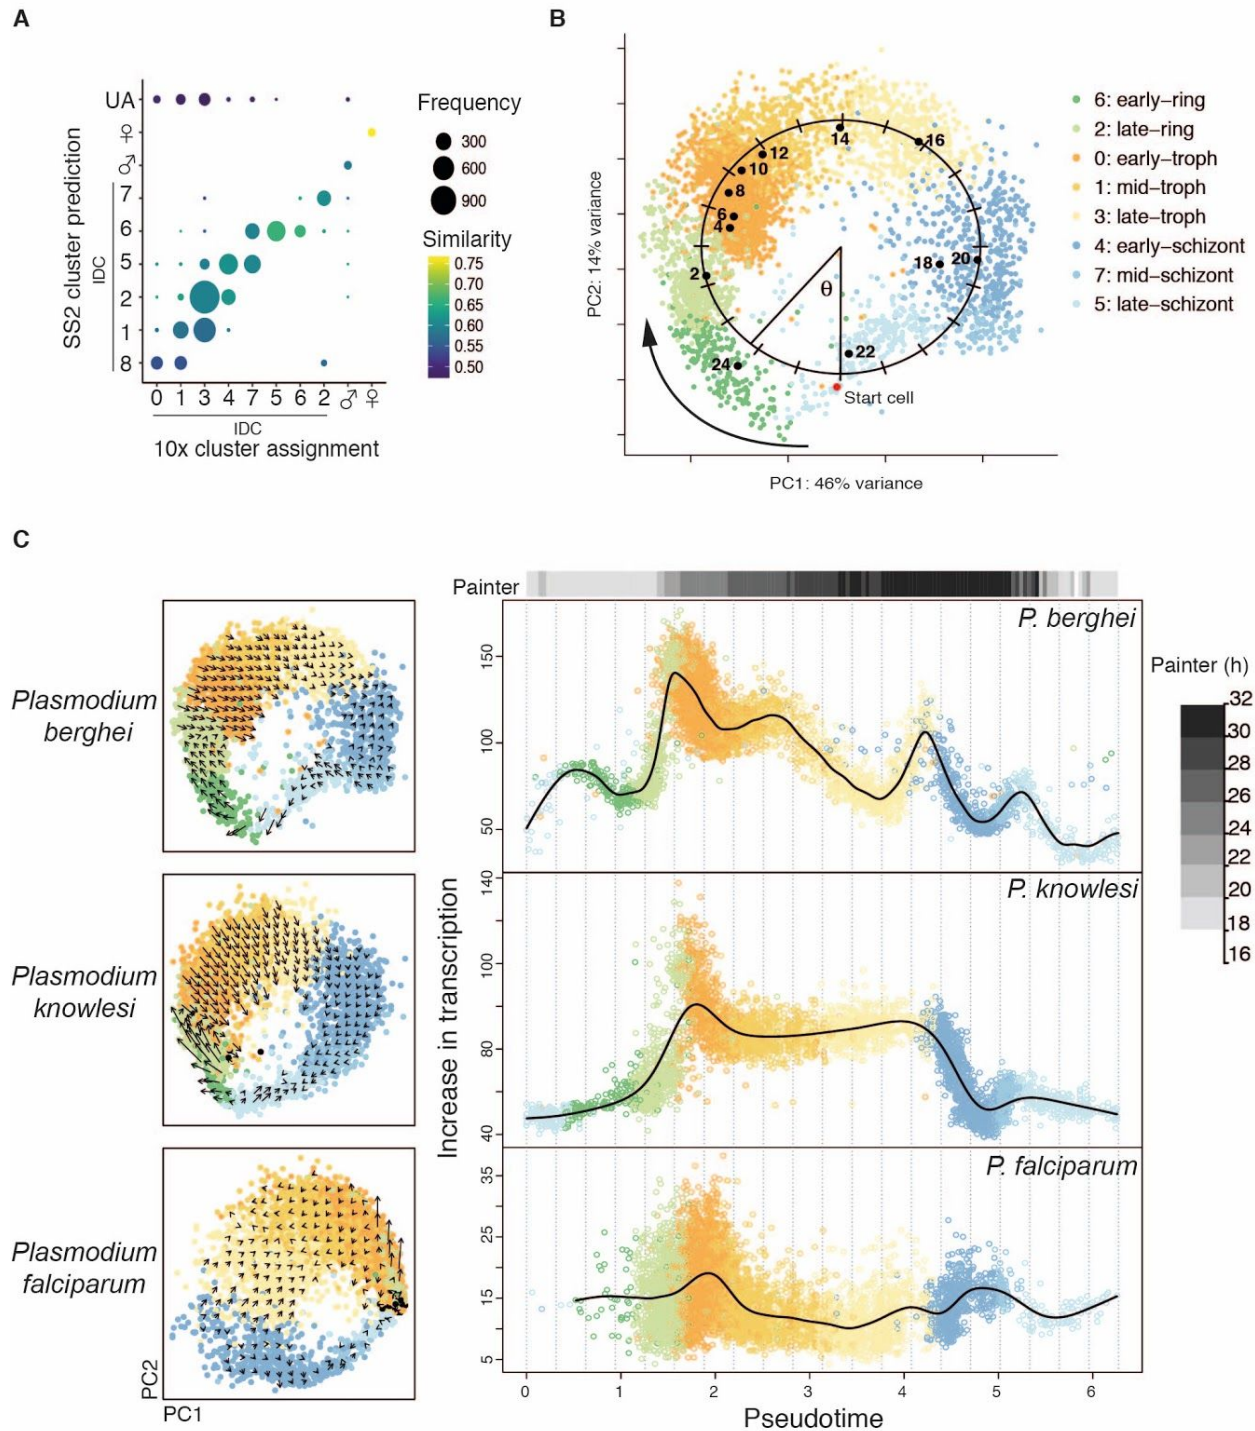 A
SS2 cluster prediction
IDC
UA
♀
♂
7
6
5
2
1
8
0 1 3 4 7 5 6 2 ♂ ♀
IDC
10x cluster assignment
Frequency
300
600
900
Similarity
0.75
0.70
0.65
0.60
0.55
0.50
B
PC2: 14% variance
PC1: 46% variance
14
16
12
10
8
6
4
2
18
20
22
24
θ
Start cell
6: early-ring
2: late-ring
0: early-troph
1: mid-troph
3: late-troph
4: early-schizont
7: mid-schizont
5: late-schizont
C
Plasmodium
berghei
Plasmodium
knowlesi
Plasmodium
falciparum
PC2
PC1
Painter
P. berghei
150
100
50
P. knowlesi
140
100
80
40
P. falciparum
35
25
15
5
Increase in transcription
0 1 2 3 4 5 6
Pseudotime
Painter (h)
32
30
28
26
24
22
20
18
16